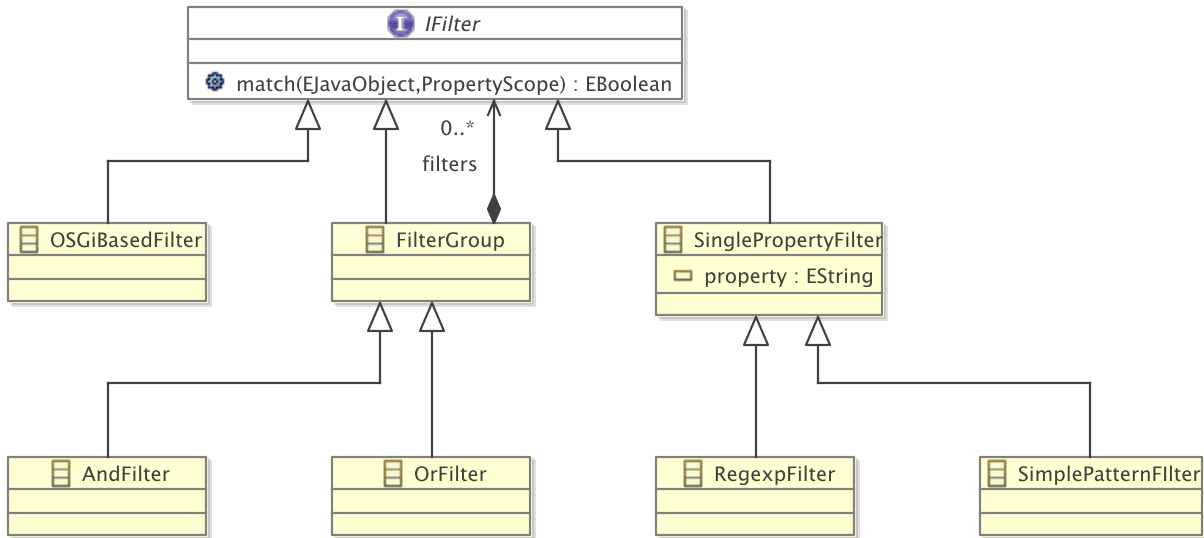 I IFilter
match(EJavaObject,PropertyScope) : EBoolean
0..*
filters
OSGiBasedFilter
FilterGroup
SinglePropertyFilter
property : EString
AndFilter
OrFilter
RegexpFilter
SimplePatternFIlter